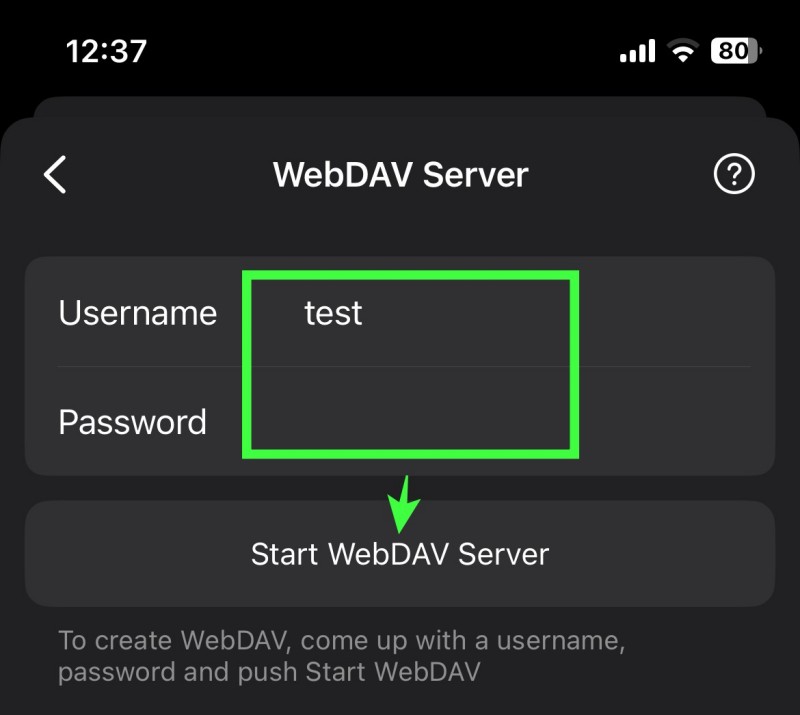 12:37
80
WebDAV Server
?
Username test
Password
Start WebDAV Server
To create WebDAV, come up with a username,
password and push Start WebDAV